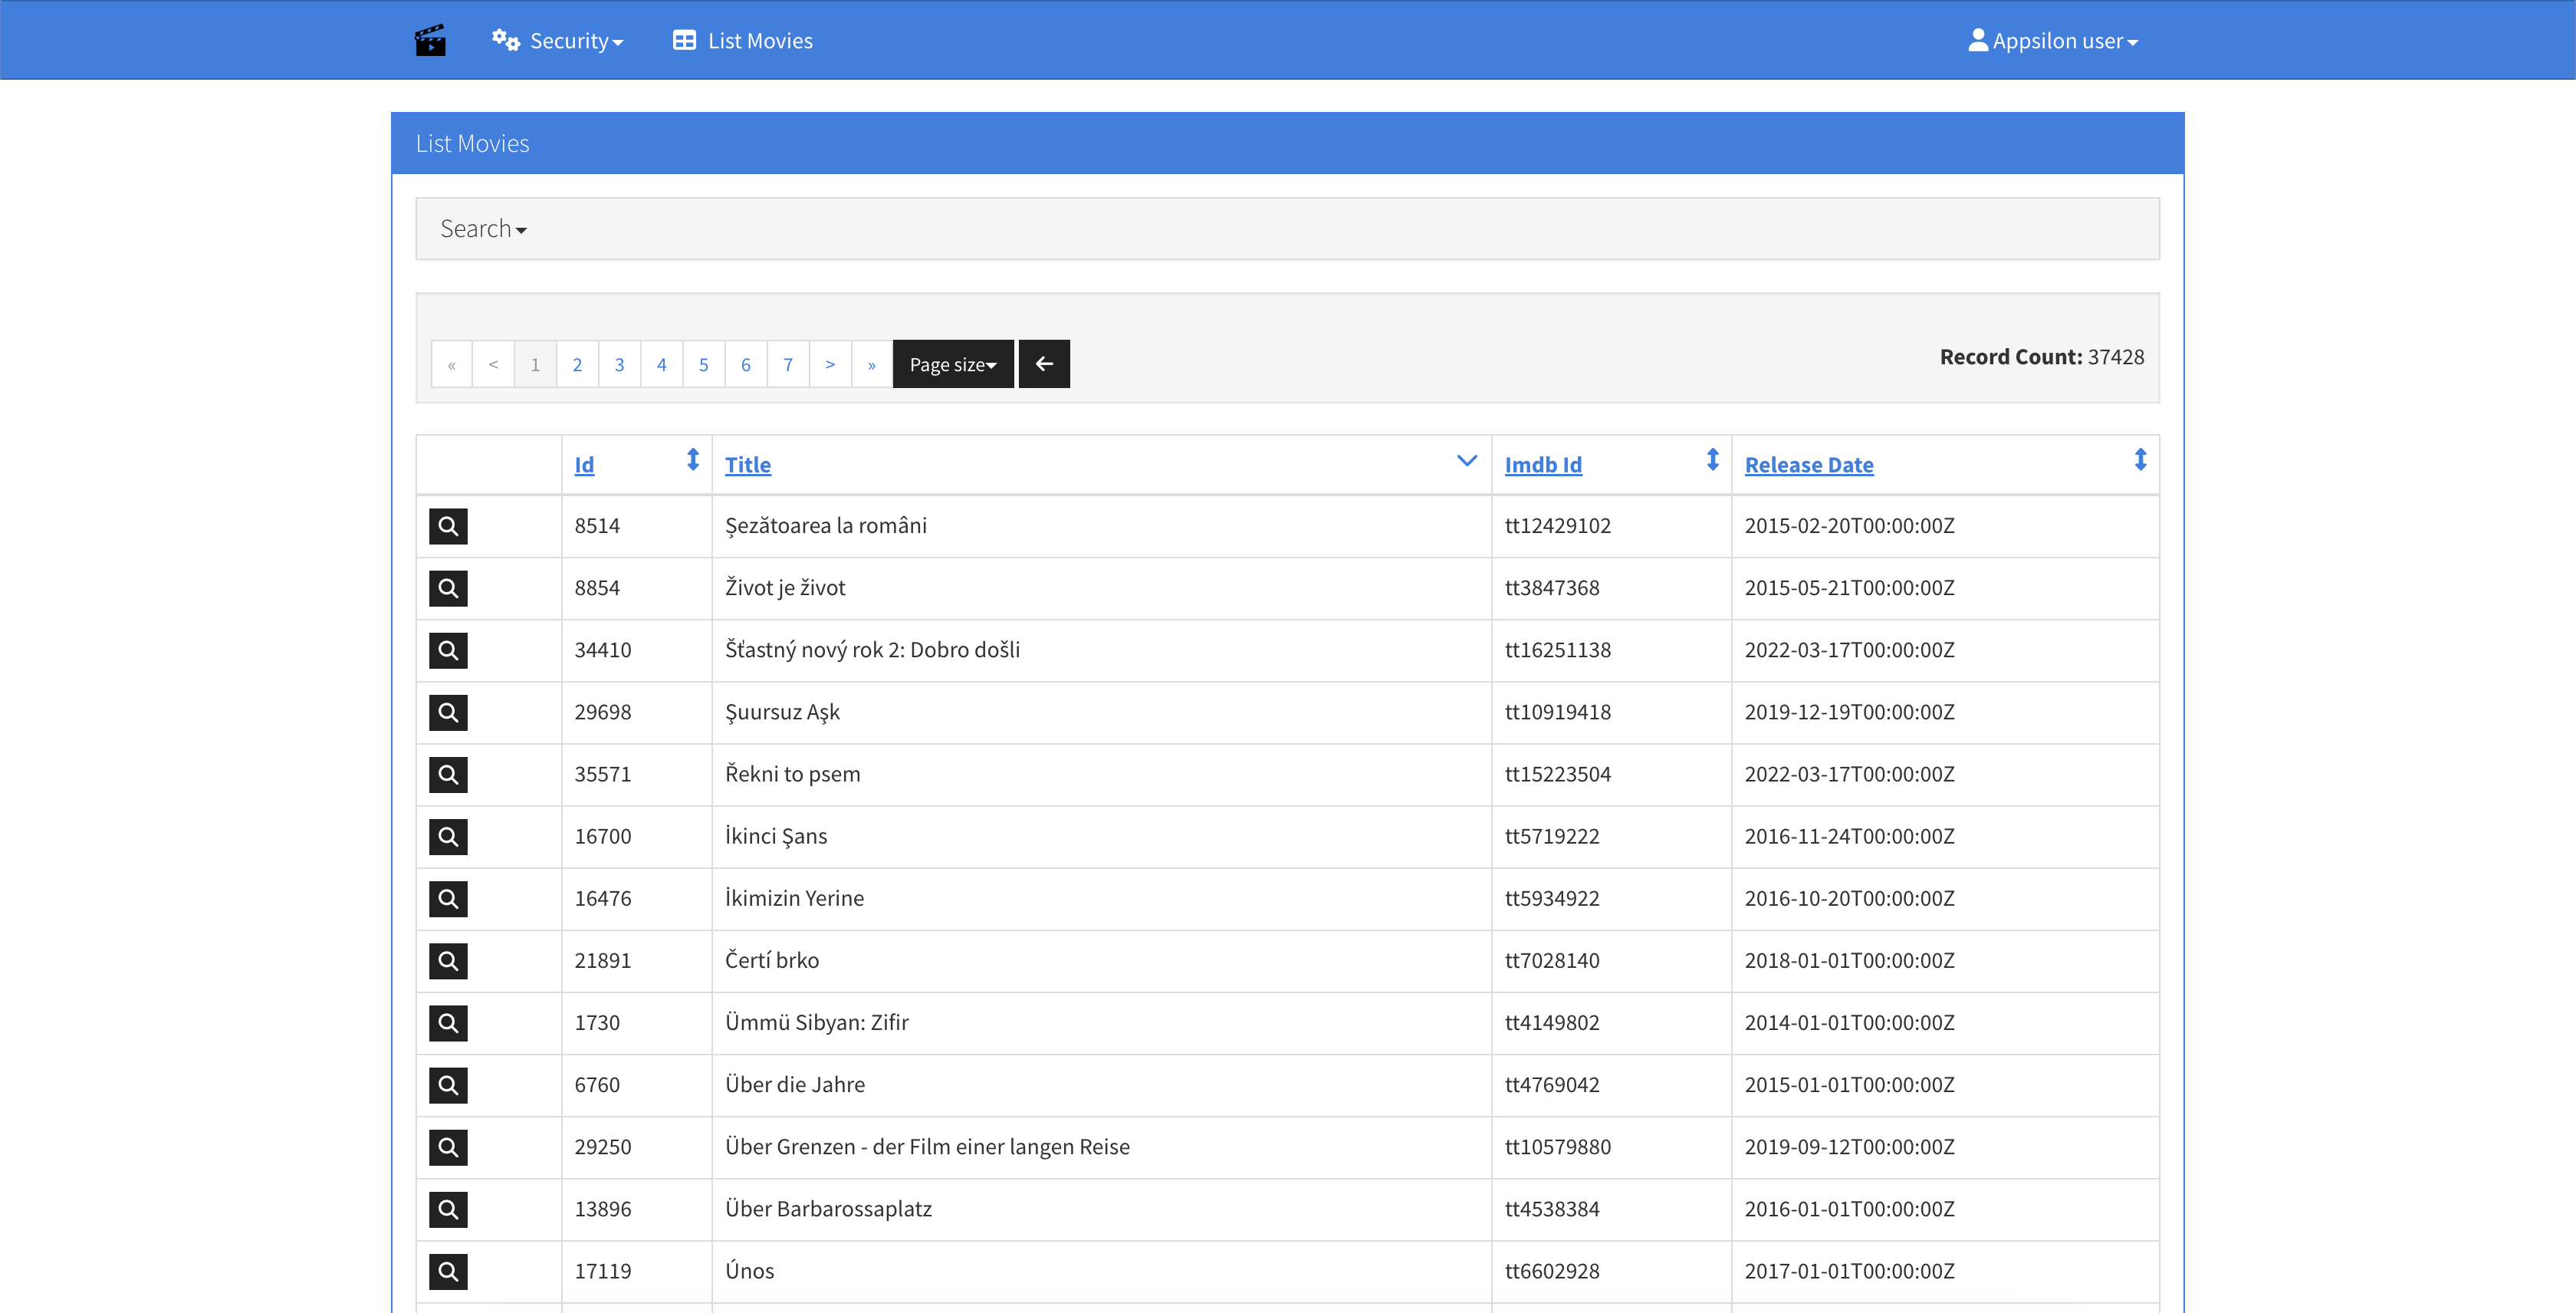 Security List Movies Appsilon user
List Movies
Search
« < 1 2 3 4 5 6 7 > » Page size Record Count: 37428
Id Title Imdb Id Release Date
8514 Șezătoarea la români tt12429102 2015-02-20T00:00:00Z
8854 Život je život tt3847368 2015-05-21T00:00:00Z
34410 Šťastný nový rok 2: Dobro došli tt16251138 2022-03-17T00:00:00Z
29698 Şuursuz Aşk tt10919418 2019-12-19T00:00:00Z
35571 Řekni to psem tt15223504 2022-03-17T00:00:00Z
16700 İkinci Şans tt5719222 2016-11-24T00:00:00Z
16476 İkimizin Yerine tt5934922 2016-10-20T00:00:00Z
21891 Čertí brko tt7028140 2018-01-01T00:00:00Z
1730 Ümmü Sibyan: Zifir tt4149802 2014-01-01T00:00:00Z
6760 Über die Jahre tt4769042 2015-01-01T00:00:00Z
29250 Über Grenzen - der Film einer langen Reise tt10579880 2019-09-12T00:00:00Z
13896 Über Barbarossaplatz tt4538384 2016-01-01T00:00:00Z
17119 Únos tt6602928 2017-01-01T00:00:00Z